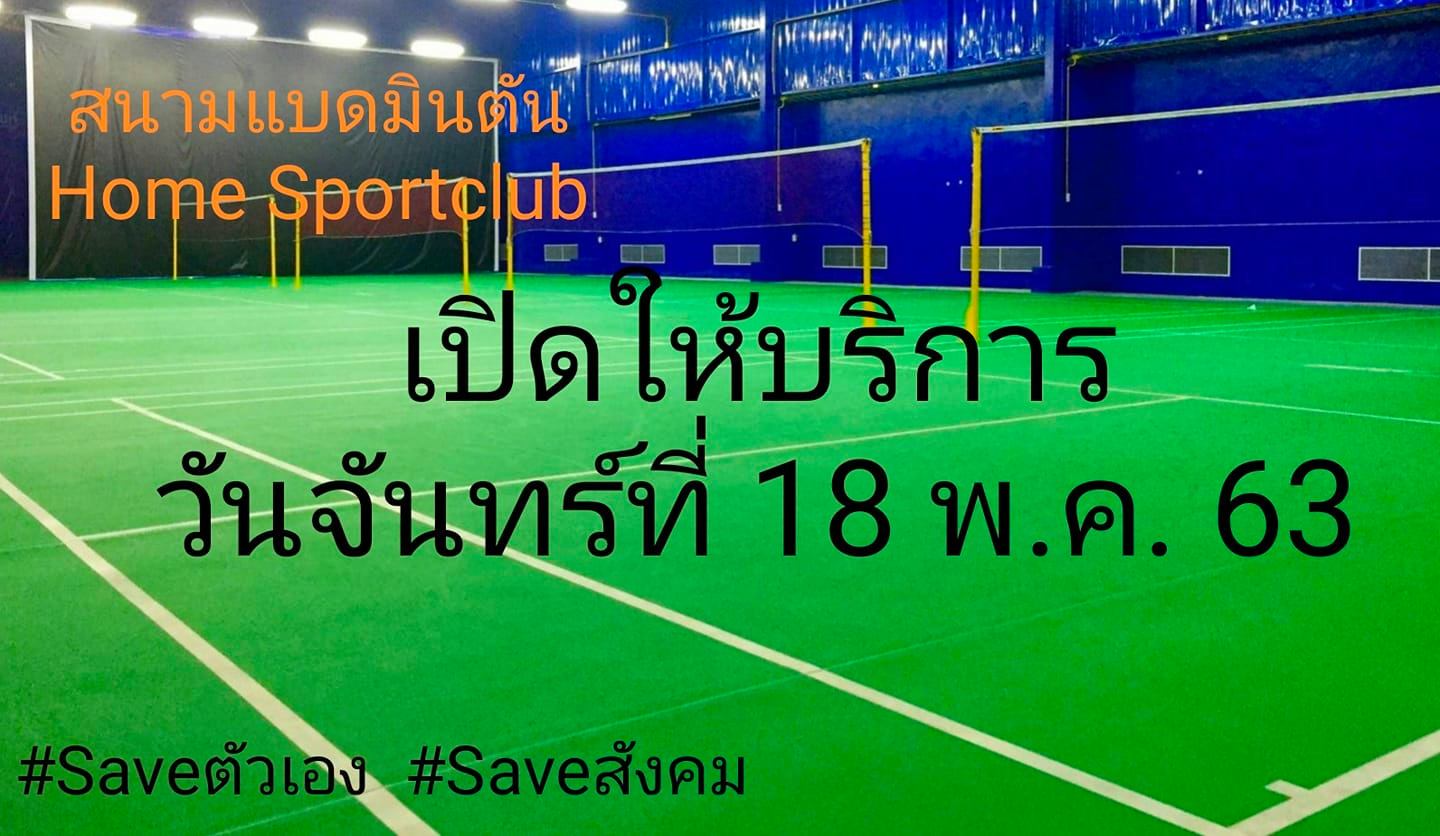 สนามแบดมินตัน
Home Sportclub
เปิดให้บริการ
วันจันทร์ที่ 18 พ.ค. 63
#Saveตัวเอง #Saveสังคม